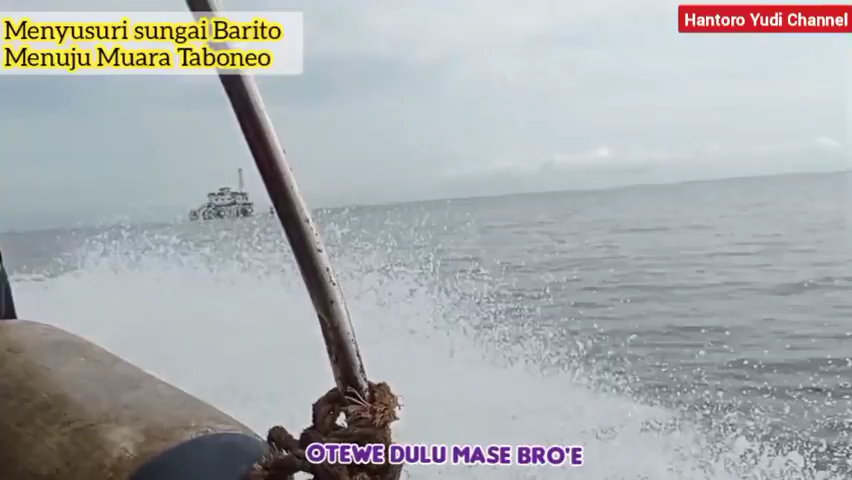 Menyusuri sungai Barito
Menuju Muara Taboneo
Hantoro Yudi Channel
OTEWE DULU MASE BRO'E